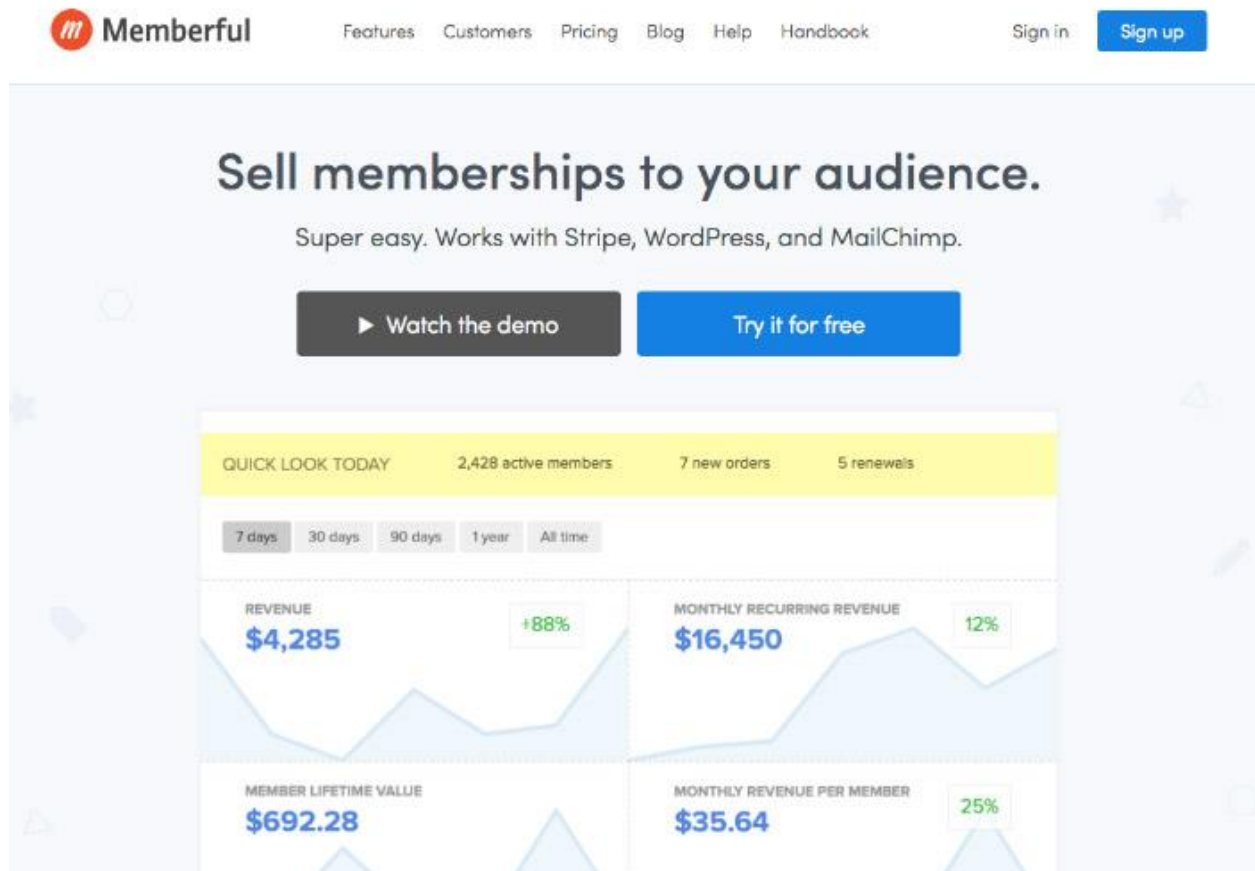 m Memberful Features Customers Pricing Blog Help Handbook Sign in Sign up
Sell memberships to your audience.
Super easy. Works with Stripe, WordPress, and MailChimp.
Watch the demo Try it for free
QUICK LOOK TODAY 2,428 active members 7 new orders 5 renewals
7 days 30 days 90 days 1 year All time
REVENUE MONTHLY RECURRING REVENUE
$4,285 +88% $16,450 12%
MEMBER LIFETIME VALUE MONTHLY REVENUE PER MEMBER
$692.28 $35.64 25%